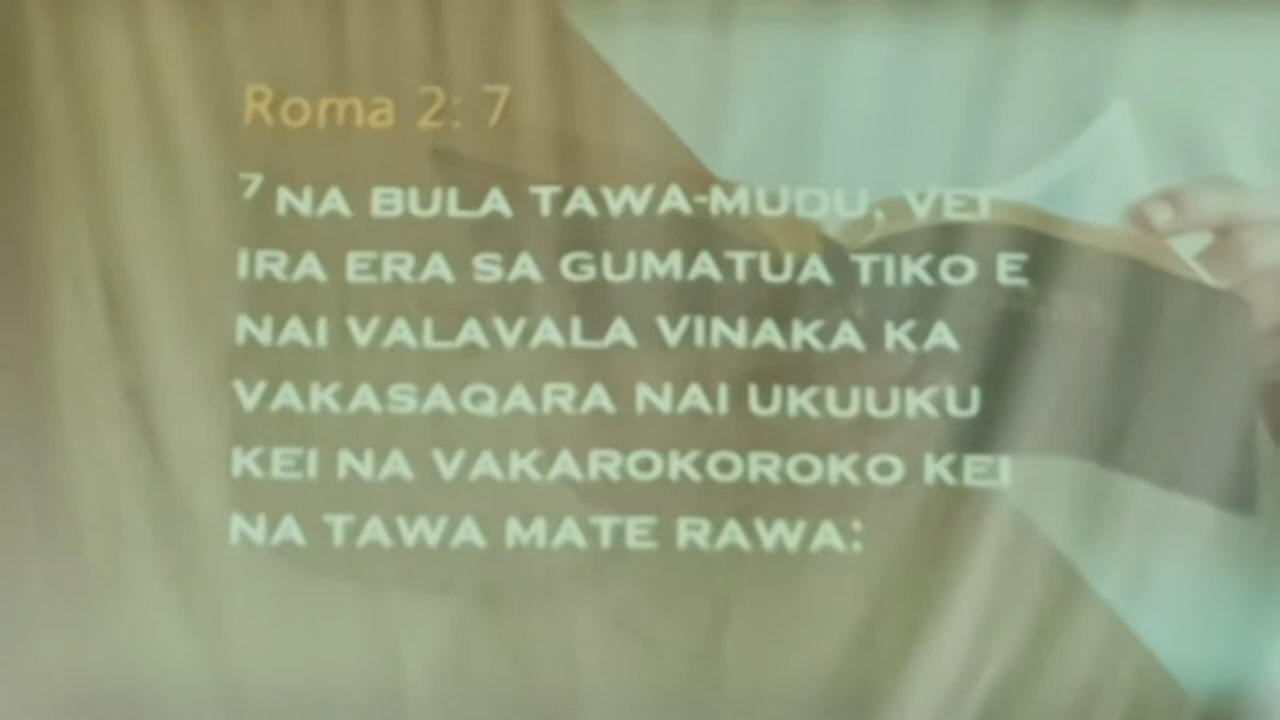 Roma 2: 7
7 NA BULA TAWA-MUDU, VEI
IRA ERA SA GUMATUA TIKO E
NAI VALAVALA VINAKA KA
VAKASAQARA NAI UKUUKU
KEI NA VAKAROKOROKO KEI
NA TAWA MATE RAWA: